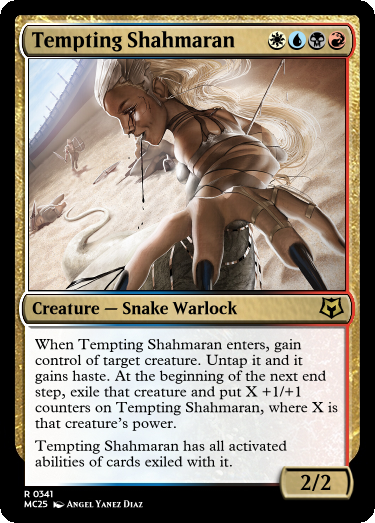 Tempting Shahmaran
Creature — Snake Warlock
When Tempting Shahmaran enters, gain
control of target creature. Untap it and it
gains haste. At the beginning of the next end
step, exile that creature and put X +1/+1
counters on Tempting Shahmaran, where X is
that creature's power.
Tempting Shahmaran has all activated
abilities of cards exiled with it.
2/2
R 0341
MC25 Angel Yanez Diaz